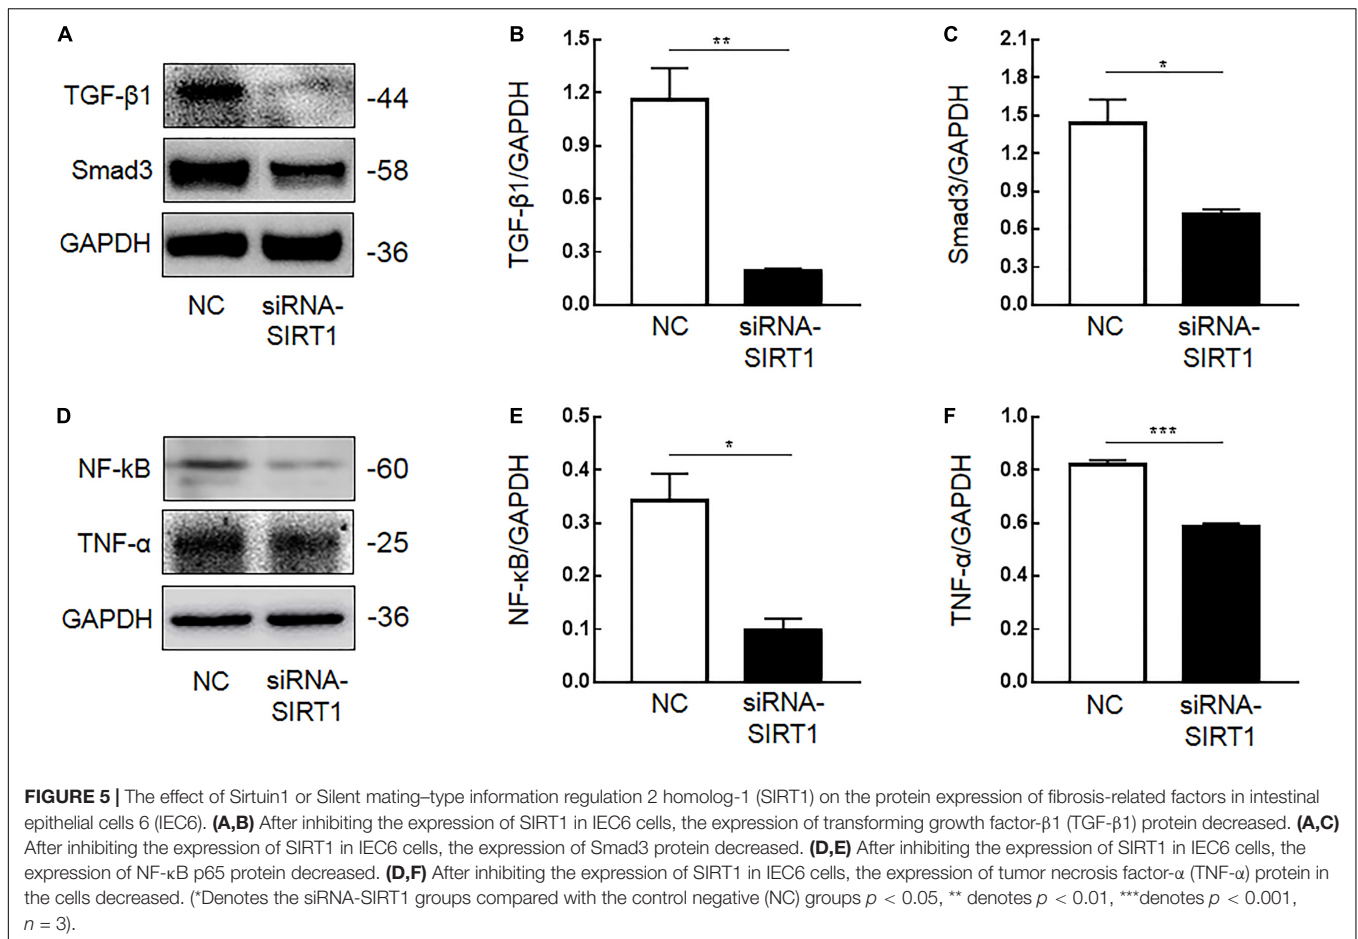 A
TGF-β1
-44
Smad3
-58
GAPDH
-36
NC
siRNA-
SIRT1
B
TGF-β1/GAPDH
1.5
1.2
0.9
0.6
0.3
0.0
**
NC
siRNA-
SIRT1
C
Smad3/GAPDH
2.1
1.8
1.5
1.2
0.9
0.6
0.3
0.0
*
NC
siRNA-
SIRT1
D
NF-kB
-60
TNF-α
-25
GAPDH
-36
NC
siRNA-
SIRT1
E
NF-κB/GAPDH
0.5
0.4
0.3
0.2
0.1
0.0
*
NC
siRNA-
SIRT1
F
TNF-α/GAPDH
1.0
0.8
0.6
0.4
0.2
0.0
***
NC
siRNA-
SIRT1
FIGURE 5 | The effect of Sirtuin1 or Silent mating–type information regulation 2 homolog-1 (SIRT1) on the protein expression of fibrosis-related factors in intestinal
epithelial cells 6 (IEC6). (A,B) After inhibiting the expression of SIRT1 in IEC6 cells, the expression of transforming growth factor-β1 (TGF-β1) protein decreased. (A,C)
After inhibiting the expression of SIRT1 in IEC6 cells, the expression of Smad3 protein decreased. (D,E) After inhibiting the expression of SIRT1 in IEC6 cells, the
expression of NF-κB p65 protein decreased. (D,F) After inhibiting the expression of SIRT1 in IEC6 cells, the expression of tumor necrosis factor-α (TNF-α) protein in
the cells decreased. (*Denotes the siRNA-SIRT1 groups compared with the control negative (NC) groups p < 0.05, ** denotes p < 0.01, ***denotes p < 0.001,
n = 3).